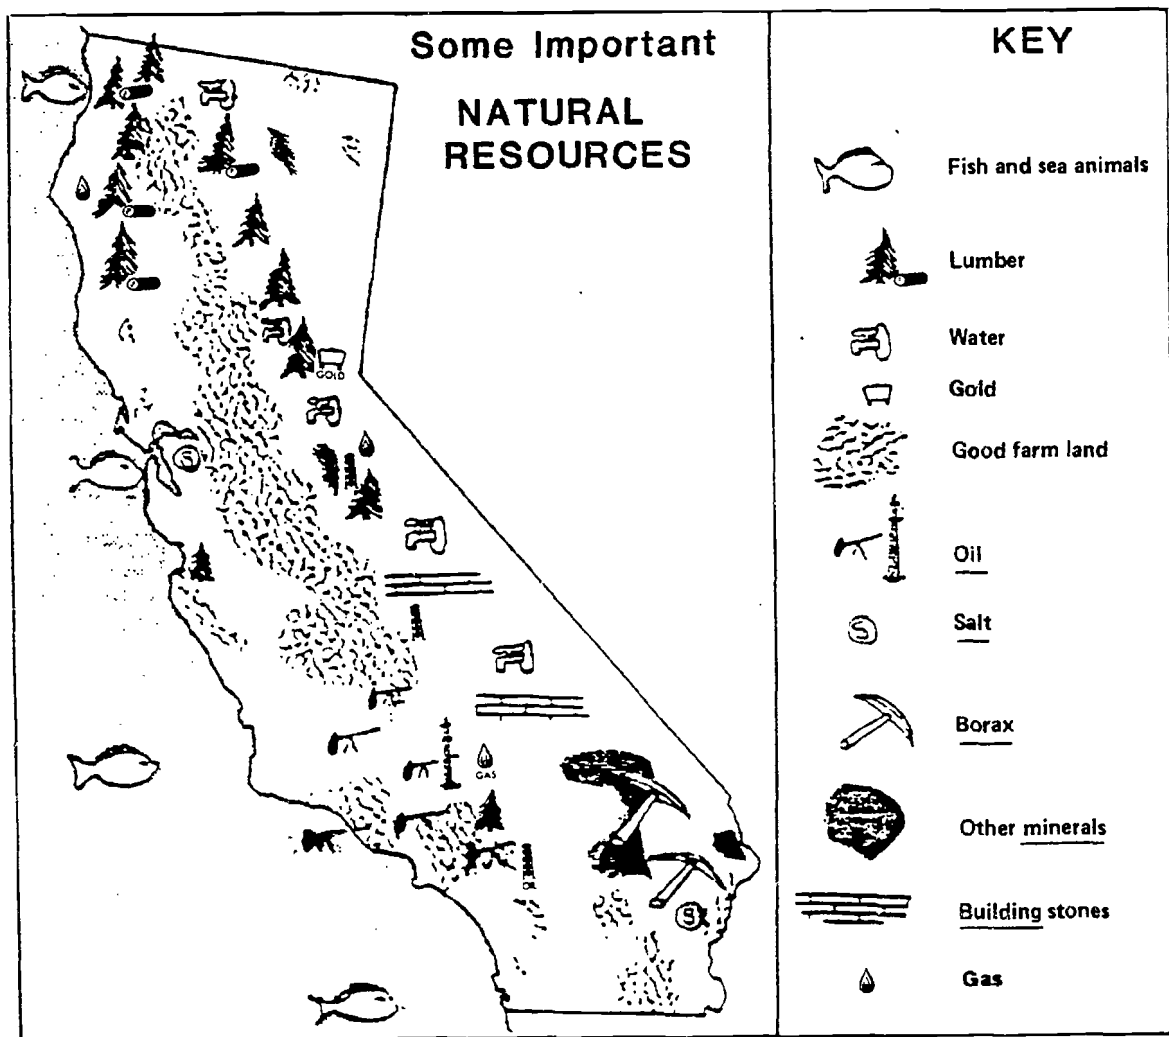 Some Important
NATURAL
RESOURCES
GOLD
S
GAS
S
KEY
Fish and sea animals
Lumber
Water
Gold
Good farm land
Oil
S
Salt
Borax
Other minerals
Building stones
Gas